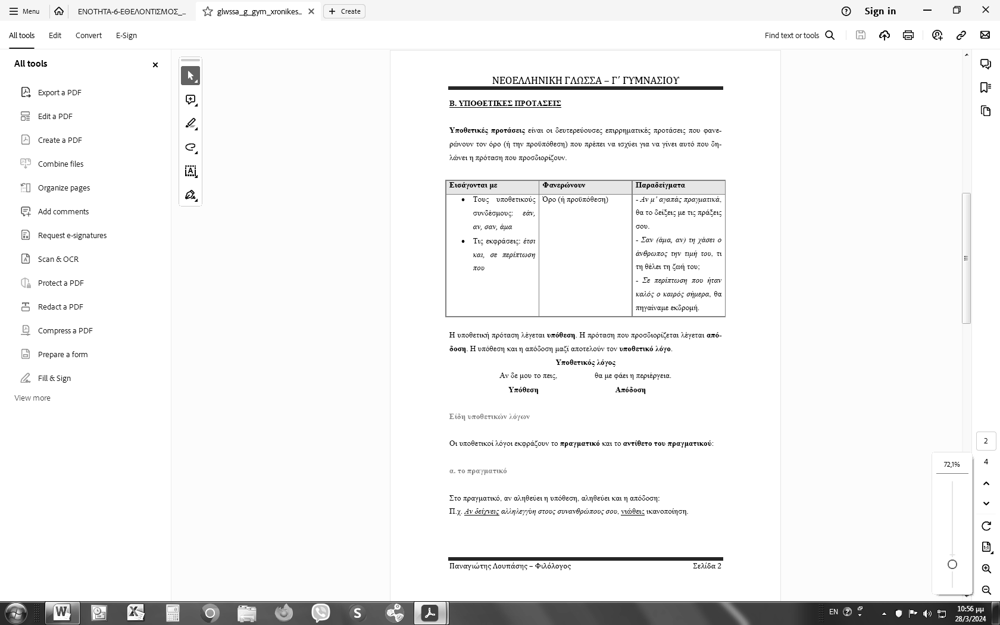 Menu
ΕΝΟΤΗΤΑ-6-ΕΘΕΛΟΝΤΙΣΜΟΣ_...
glwssa_g_gym_xronikes...
Create
Sign in
All tools
Edit
Convert
E-Sign
Find text or tools
All tools
Export a PDF
Edit a PDF
Create a PDF
Combine files
Organize pages
Add comments
Request e-signatures
Scan & OCR
Protect a PDF
Redact a PDF
Compress a PDF
Prepare a form
Fill & Sign
View more
ΝΕΟΕΛΛΗΝΙΚΗ ΓΛΩΣΣΑ – Γ΄ ΓΥΜΝΑΣΙΟΥ
Β. ΥΠΟΘΕΤΙΚΕΣ ΠΡΟΤΑΣΕΙΣ
Υποθετικές προτάσεις είναι οι δευτερεύουσες επιρρηματικές προτάσεις που φανε-
ρώνουν τον όρο (ή την προϋπόθεση) που πρέπει να ισχύει για να γίνει αυτό που δη-
λώνει η πρόταση που προσδιορίζουν.
Εισάγονται με
• Τους υποθετικούς
συνδέσμους: εάν,
αν, σαν, άμα
• Τις εκφράσεις: έτσι
και, σε περίπτωση
που
Φανερώνουν
Όρο (ή προϋπόθεση)
Παραδείγματα
- Αν μ’ αγαπάς πραγματικά,
θα το δείξεις με τις πράξεις
σου.
- Σαν (άμα, αν) τη χάσει ο
άνθρωπος την τιμή του, τι
τη θέλει τη ζωή του;
- Σε περίπτωση που ήταν
καλός ο καιρός σήμερα, θα
πηγαίναμε εκδρομή.
Η υποθετική πρόταση λέγεται υπόθεση. Η πρόταση που προσδιορίζεται λέγεται από-
δοση. Η υπόθεση και η απόδοση μαζί αποτελούν τον υποθετικό λόγο.
Υποθετικός λόγος
Αν δε μου το πεις, θα με φάει η περιέργεια.
Υπόθεση Απόδοση
Είδη υποθετικών λόγων
Οι υποθετικοί λόγοι εκφράζουν το πραγματικό και το αντίθετο του πραγματικού:
α. το πραγματικό
Στο πραγματικό, αν αληθεύει η υπόθεση, αληθεύει και η απόδοση:
Π.χ. Αν δείχνεις αλληλεγγύη στους συνανθρώπους σου, νιώθεις ικανοποίηση.
Παναγιώτης Λουπάσης – Φιλόλογος Σελίδα 2
2
4
72,1%
1:1
EN
10:56 μμ
28/3/2024